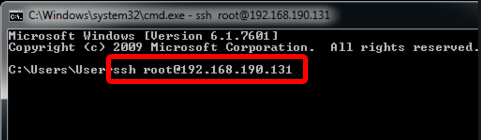 C:\Windows\system32\cmd.exe - ssh root@192.168.190.131
Microsoft Windows [Version 6.1.7601]
Copyright (c) 2009 Microsoft Corporation.  All rights reserved.
C:\Users\User>ssh root@192.168.190.131